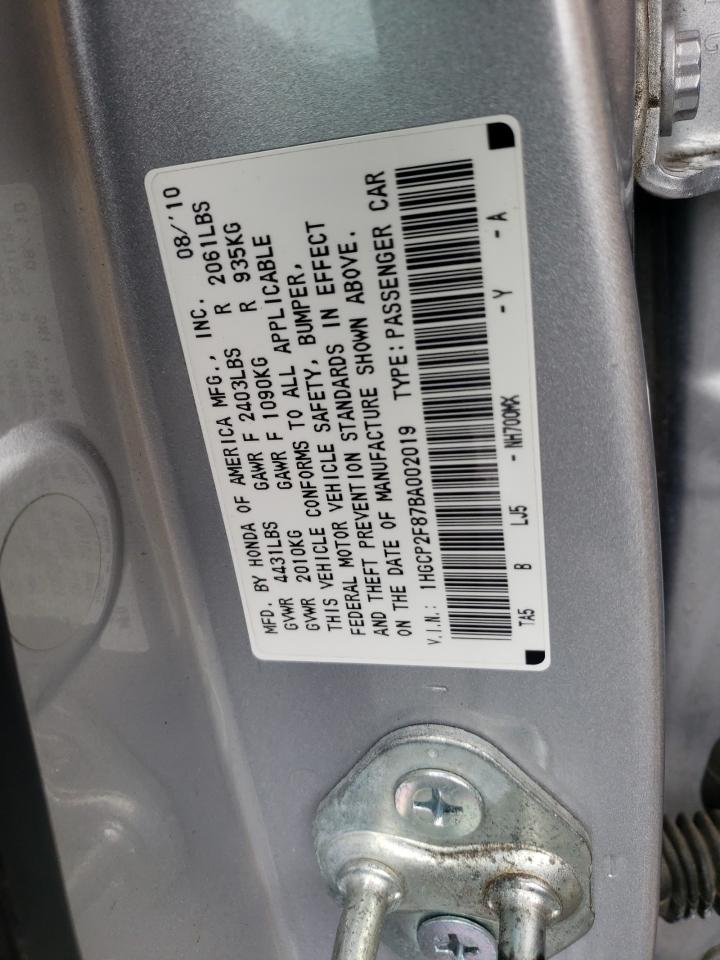 MFD. BY HONDA OF AMERICA MFG., INC. 08/'10
GVWR 4431LBS GAWR F 2403LBS R 2061LBS
GVWR 2010KG GAWR F 1090KG R 935KG
THIS VEHICLE CONFORMS TO ALL APPLICABLE
FEDERAL MOTOR VEHICLE SAFETY, BUMPER,
AND THEFT PREVENTION STANDARDS IN EFFECT
ON THE DATE OF MANUFACTURE SHOWN ABOVE.
V.I.N.: 1HGCP2F87BA002019 TYPE: PASSENGER CAR
TA5 B LJ5 - NH700MX - Y - A